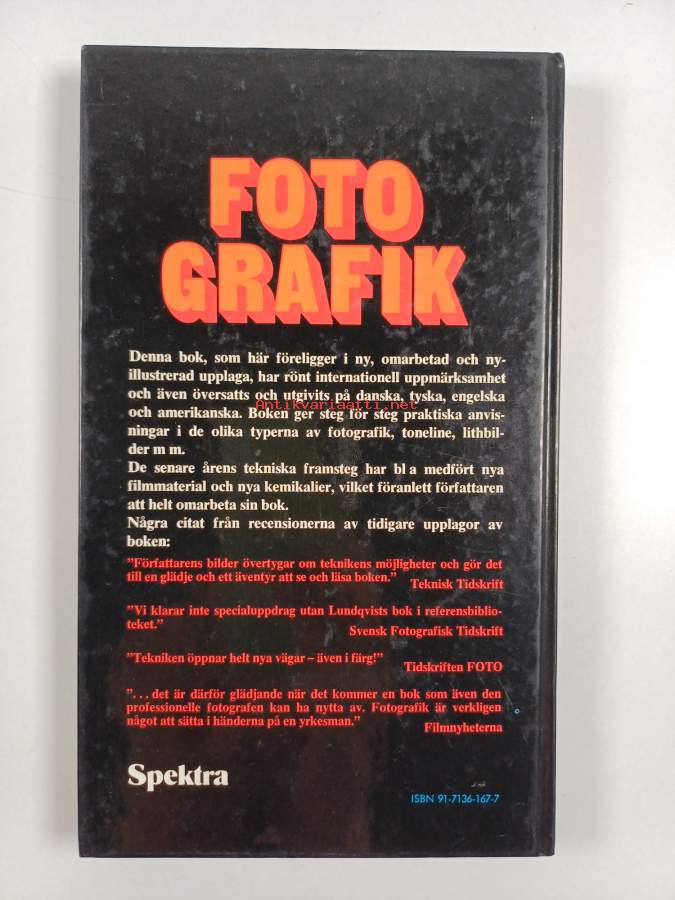 FOTO
GRAFIK
Denna bok, som här föreligger i ny, omarbetad och ny-
illustrerad upplaga, har rönt internationell uppmärksamhet
och även översatts och utgivits på danska, tyska, engelska
Antikvariaatti.net
och amerikanska. Boken ger steg för steg praktiska anvis-
ningar i de olika typerna av fotografik, toneline, lithbil-
der m m.
De senare årens tekniska framsteg har bl a medfört nya
filmmaterial och nya kemikalier, vilket föranlett författaren
att helt omarbeta sin bok.
Några citat från recensionerna av tidigare upplagor av
boken:
"Författarens bilder övertygar om teknikens möjligheter och gör det
till en glädje och ett äventyr att se och läsa boken." Teknisk Tidskrift
"Vi klarar inte specialuppdrag utan Lundqvists bok i referensbiblio-
teket." Svensk Fotografisk Tidskrift
"Tekniken öppnar helt nya vägar – även i färg!"
Tidskriften FOTO
". . . det är därför glädjande när det kommer en bok som även den
professionelle fotografen kan ha nytta av. Fotografik är verkligen
något att sätta i händerna på en yrkesman." Filmnyheterna
Spektra
ISBN 91-7136-167-7